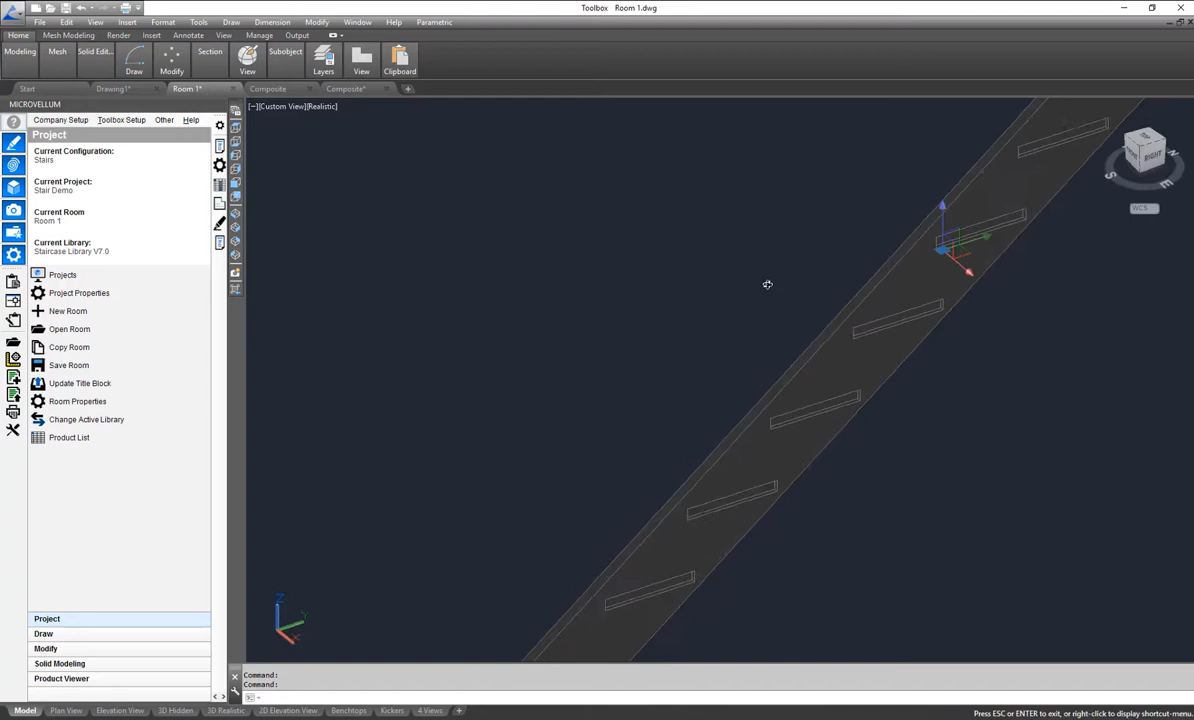 Toolbox Room 1.dwg
File Edit View Insert Format Tools Draw Dimension Modify Window Help Parametric
Home Mesh Modeling Render Insert Annotate View Manage Output
Modeling Mesh Solid Edit... Draw Modify Section View Subobject Layers View Clipboard
Start Drawing1* Room 1* Composite Composite*
MICROVELLUM
[−][Custom View][Realistic]
Company Setup Toolbox Setup Other Help
Project
Current Configuration:
Stairs
Current Project:
Stair Demo
Current Room
Room 1
Current Library:
Staircase Library V7.0
Projects
Project Properties
New Room
Open Room
Copy Room
Save Room
Update Title Block
Room Properties
Change Active Library
Product List
TOP
RIGHT
N
S
E
WCS
Z
Y
X
Project
Draw
Modify
Solid Modeling
Product Viewer
Command:
Command:
Model Plan View Elevation View 3D Hidden 3D Realistic 2D Elevation View Benchtops Kickers 4 Views
Press ESC or ENTER to exit, or right-click to display shortcut-menu.